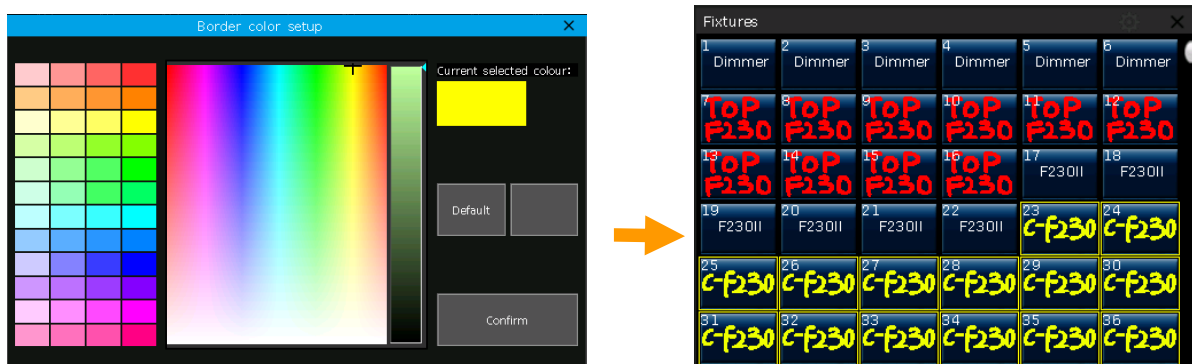 Border color setup
Current selected colour:
Default
Confirm
Fixtures
1 Dimmer
2 Dimmer
3 Dimmer
4 Dimmer
5 Dimmer
6 Dimmer
7 TOP F230
8 TOP F230
9 TOP F230
10 TOP F230
11 TOP F230
12 TOP F230
13 TOP F230
14 TOP F230
15 TOP F230
16 TOP F230
17 F230II
18 F230II
19 F230II
20 F230II
21 F230II
22 F230II
23 C-F230
24 C-F230
25 C-F230
26 C-F230
27 C-F230
28 C-F230
29 C-F230
30 C-F230
31 C-F230
32 C-F230
33 C-F230
34 C-F230
35 C-F230
36 C-F230